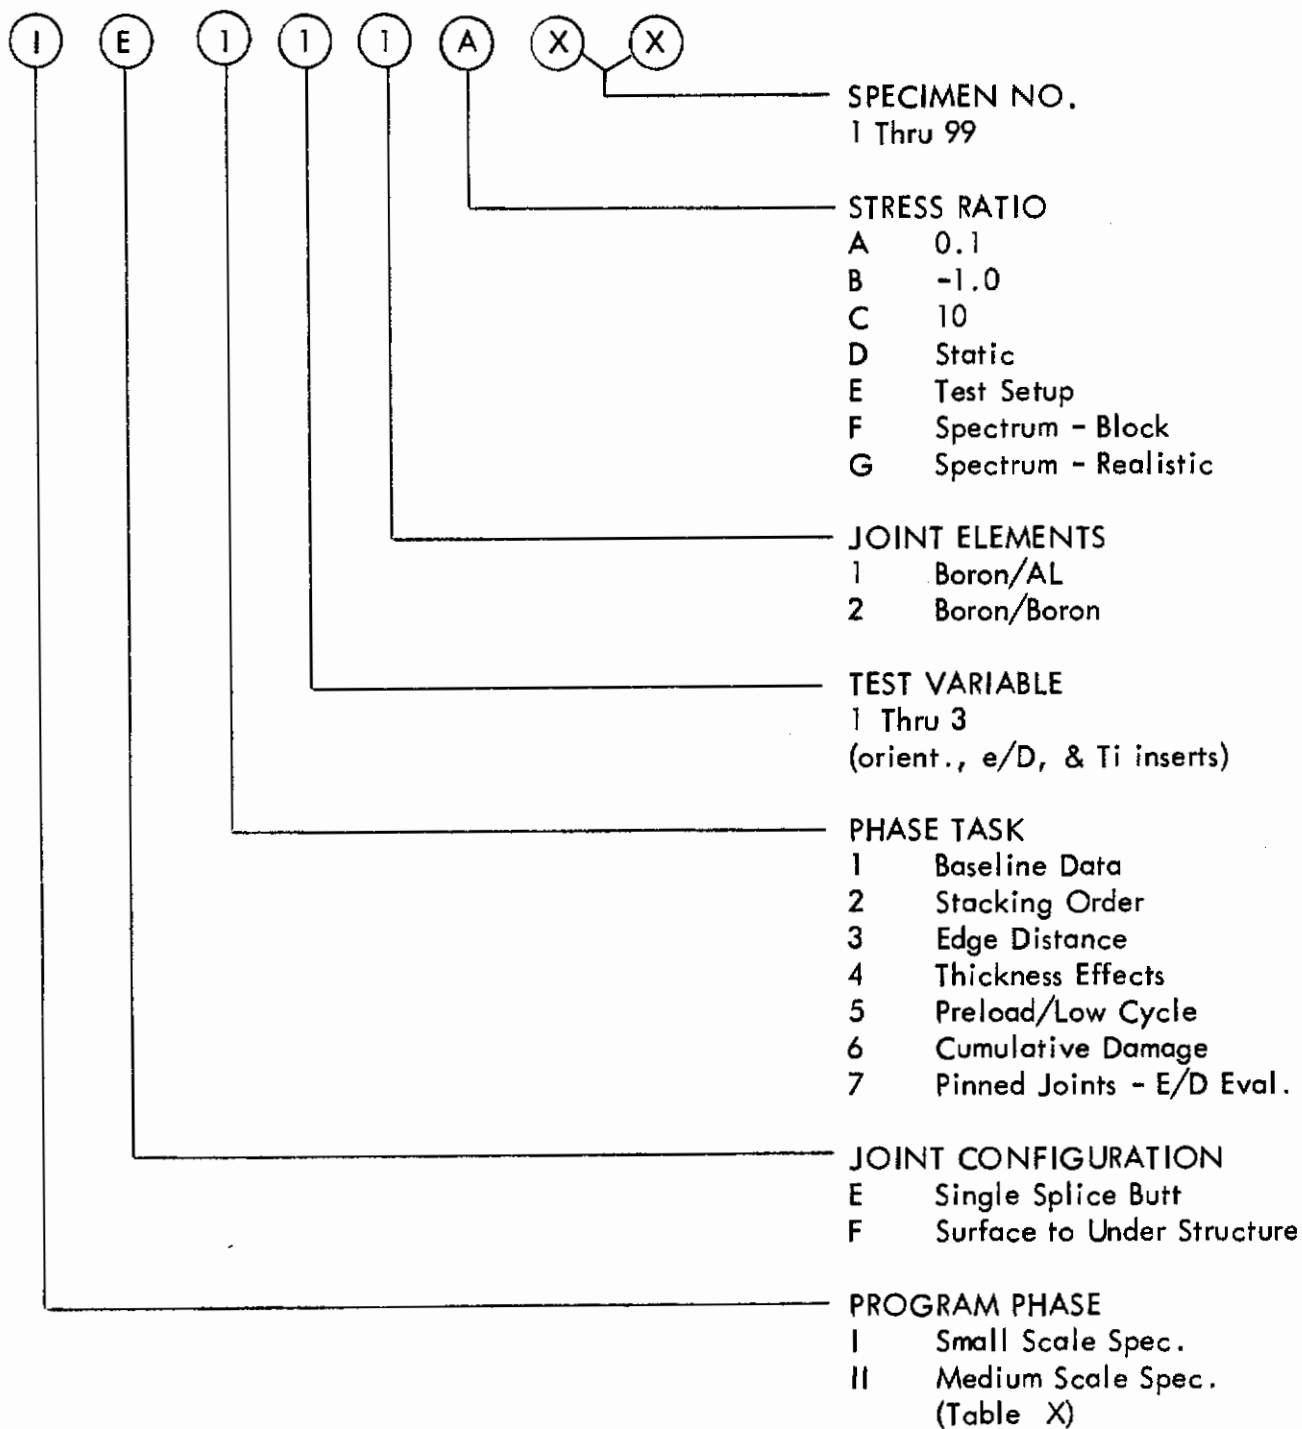 I E 1 1 1 A X X
SPECIMEN NO.
1 Thru 99
STRESS RATIO
A 0.1
B -1.0
C 10
D Static
E Test Setup
F Spectrum - Block
G Spectrum - Realistic
JOINT ELEMENTS
1 Boron/AL
2 Boron/Boron
TEST VARIABLE
1 Thru 3
(orient., e/D, & Ti inserts)
PHASE TASK
1 Baseline Data
2 Stacking Order
3 Edge Distance
4 Thickness Effects
5 Preload/Low Cycle
6 Cumulative Damage
7 Pinned Joints - E/D Eval.
JOINT CONFIGURATION
E Single Splice Butt
F Surface to Under Structure
PROGRAM PHASE
I Small Scale Spec.
II Medium Scale Spec.
(Table X)